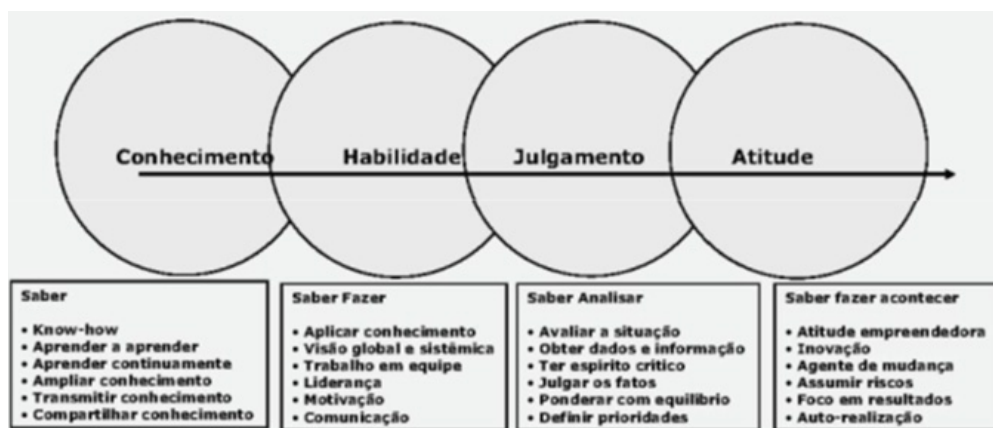 Conhecimento
Habilidade
Julgamento
Atitude
Saber
• Know-how
• Aprender a aprender
• Aprender continuamente
• Ampliar conhecimento
• Transmitir conhecimento
• Compartilhar conhecimento
Saber Fazer
• Aplicar conhecimento
• Visão global e sistêmica
• Trabalho em equipe
• Liderança
• Motivação
• Comunicação
Saber Analisar
• Avaliar a situação
• Obter dados e informação
• Ter espírito crítico
• Julgar os fatos
• Ponderar com equilíbrio
• Definir prioridades
Saber fazer acontecer
• Atitude empreendedora
• Inovação
• Agente de mudança
• Assumir riscos
• Foco em resultados
• Auto-realização